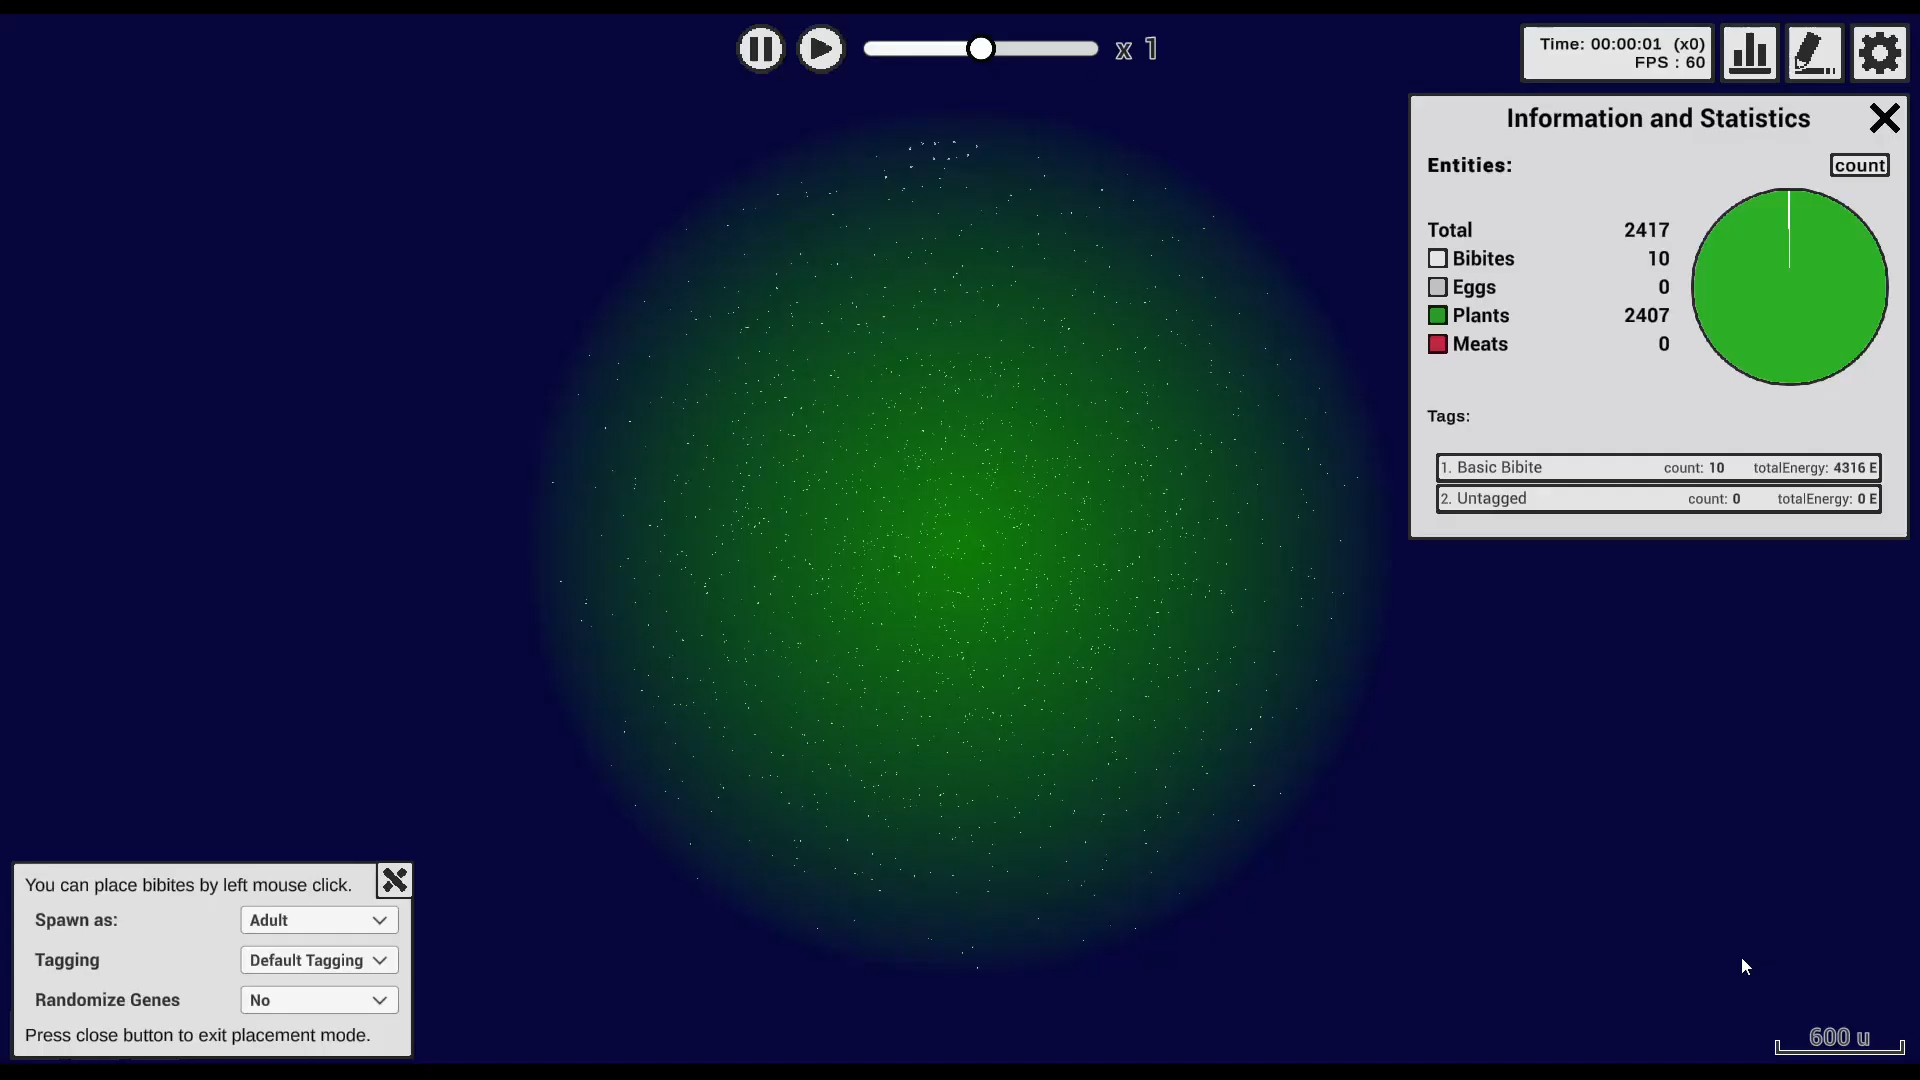 x 1
Time: 00:00:01 (x0)
FPS : 60
Information and Statistics
Entities:
count
Total 2417
Bibites 10
Eggs 0
Plants 2407
Meats 0
Tags:
1. Basic Bibite count: 10 totalEnergy: 4316 E
2. Untagged count: 0 totalEnergy: 0 E
You can place bibites by left mouse click.
Spawn as: Adult
Tagging Default Tagging
Randomize Genes No
Press close button to exit placement mode.
600 u